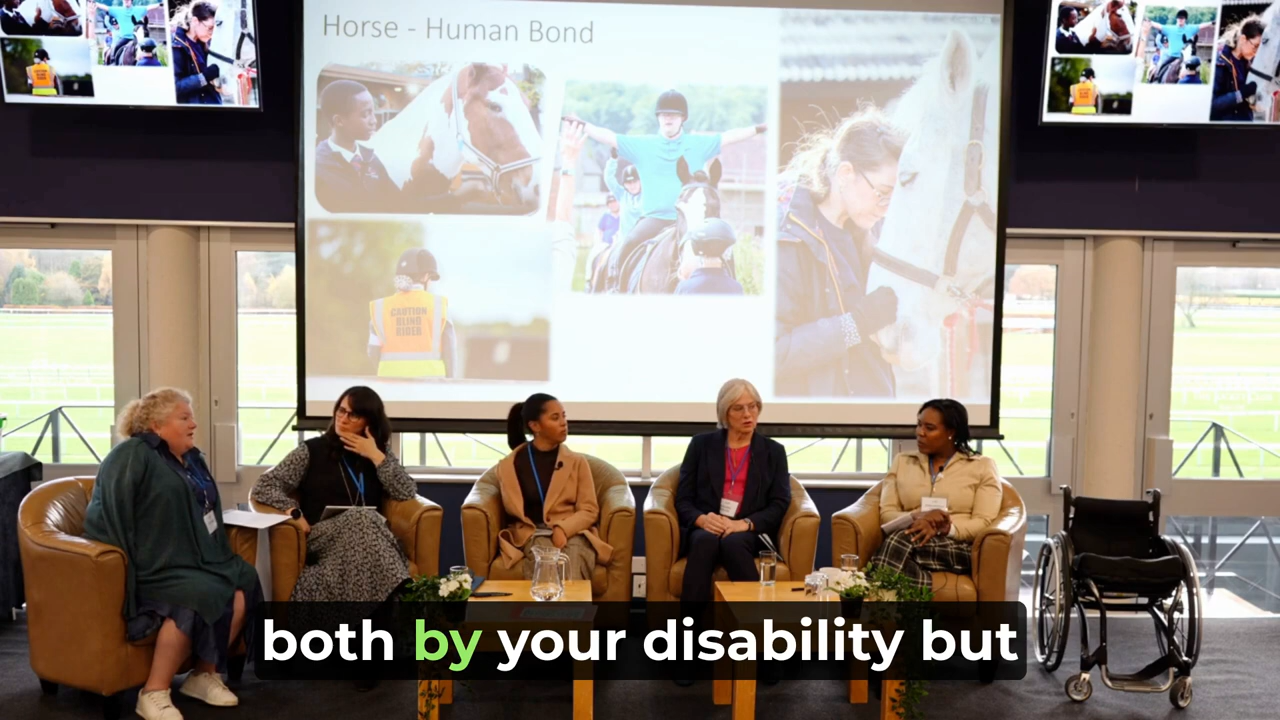 Horse - Human Bond
CAUTION
BLIND
RIDER
both by your disability but